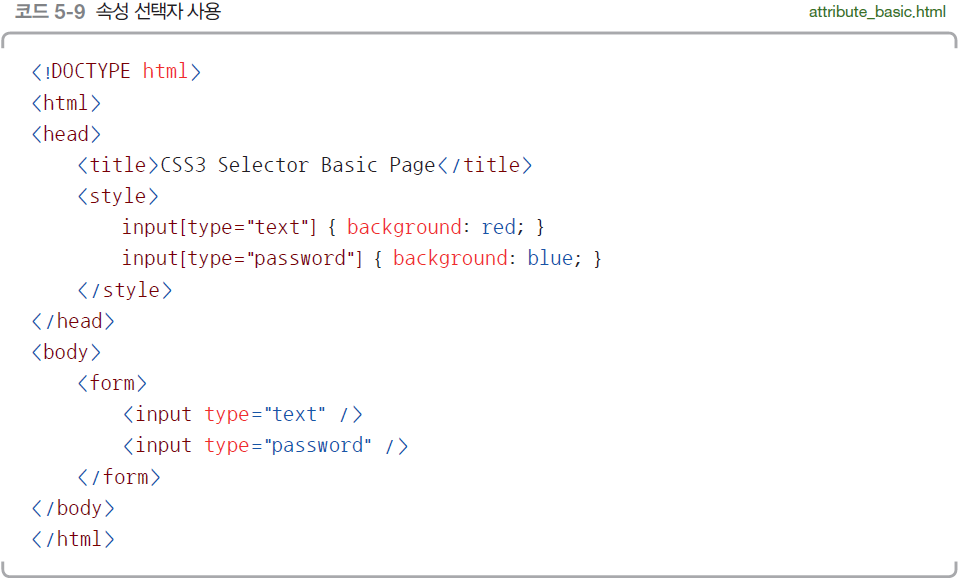 코드 5-9 속성 선택자 사용 attribute_basic.html
<!DOCTYPE html>
<html>
<head>
    <title>CSS3 Selector Basic Page</title>
    <style>
        input[type="text"] { background: red; }
        input[type="password"] { background: blue; }
    </style>
</head>
<body>
    <form>
        <input type="text" />
        <input type="password" />
    </form>
</body>
</html>